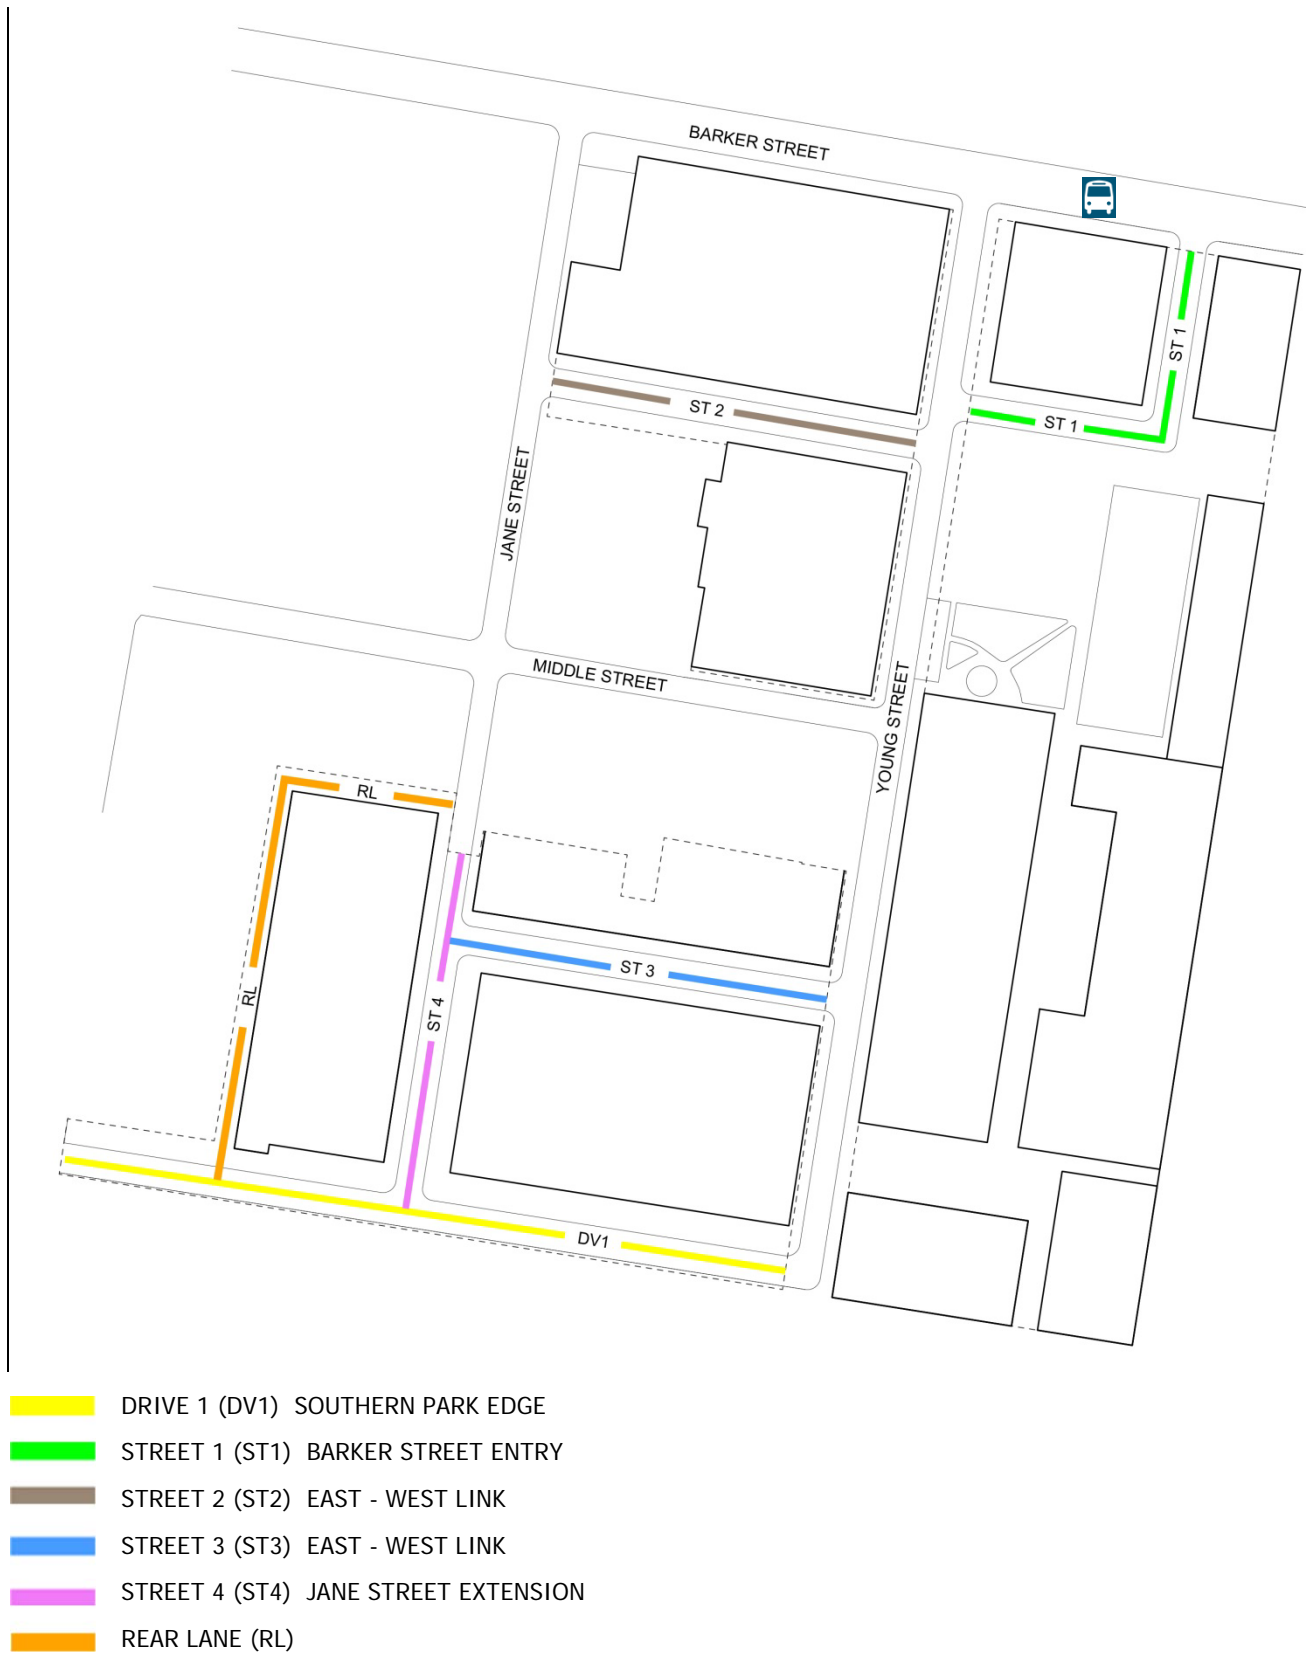 BARKER STREET
ST 1
ST 2
ST 1
JANE STREET
MIDDLE STREET
YOUNG STREET
RL
ST 3
RL
ST 4
DV1
DRIVE 1 (DV1) SOUTHERN PARK EDGE
STREET 1 (ST1) BARKER STREET ENTRY
STREET 2 (ST2) EAST - WEST LINK
STREET 3 (ST3) EAST - WEST LINK
STREET 4 (ST4) JANE STREET EXTENSION
REAR LANE (RL)